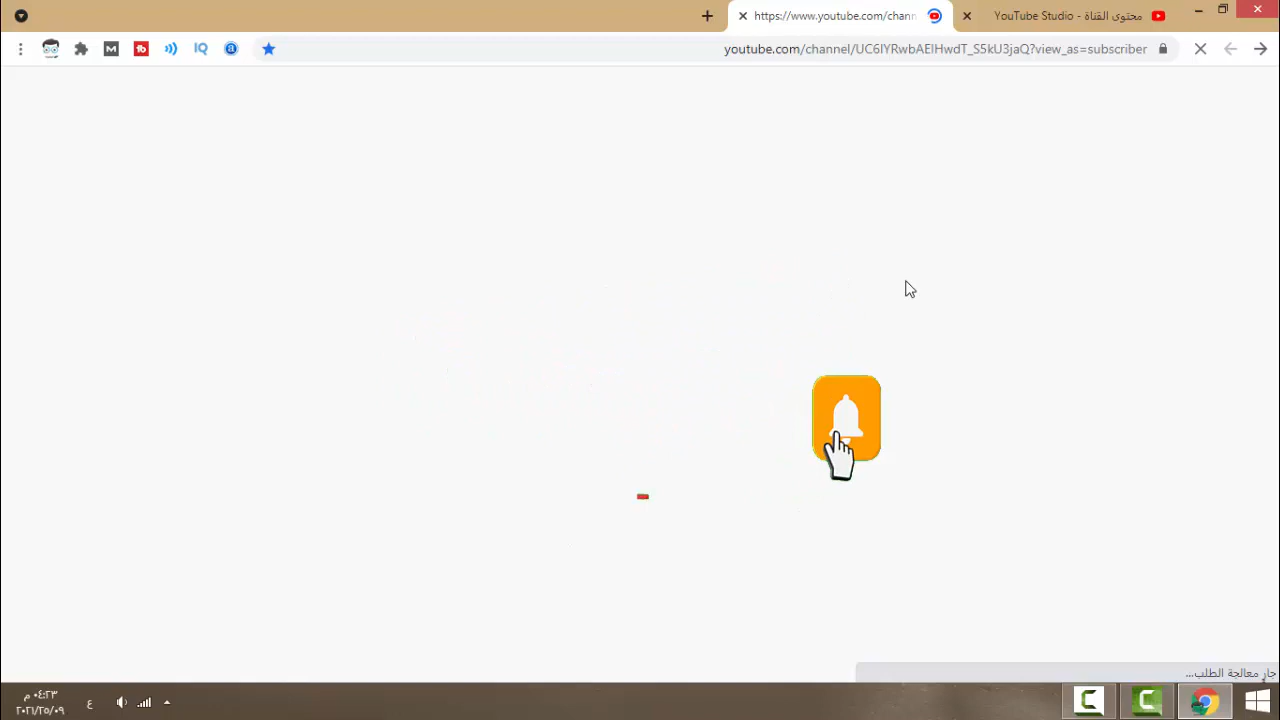 https://www.youtube.com/chann
محتوى القناة - YouTube Studio
youtube.com/channel/UC6IYRwbAEIHwdT_S5kU3jaQ?view_as=subscriber
M
IQ
جارٍ معالجة الطلب...
٠٤:٢٣ م
٢٠٢١/٢٥/٠٩
ع